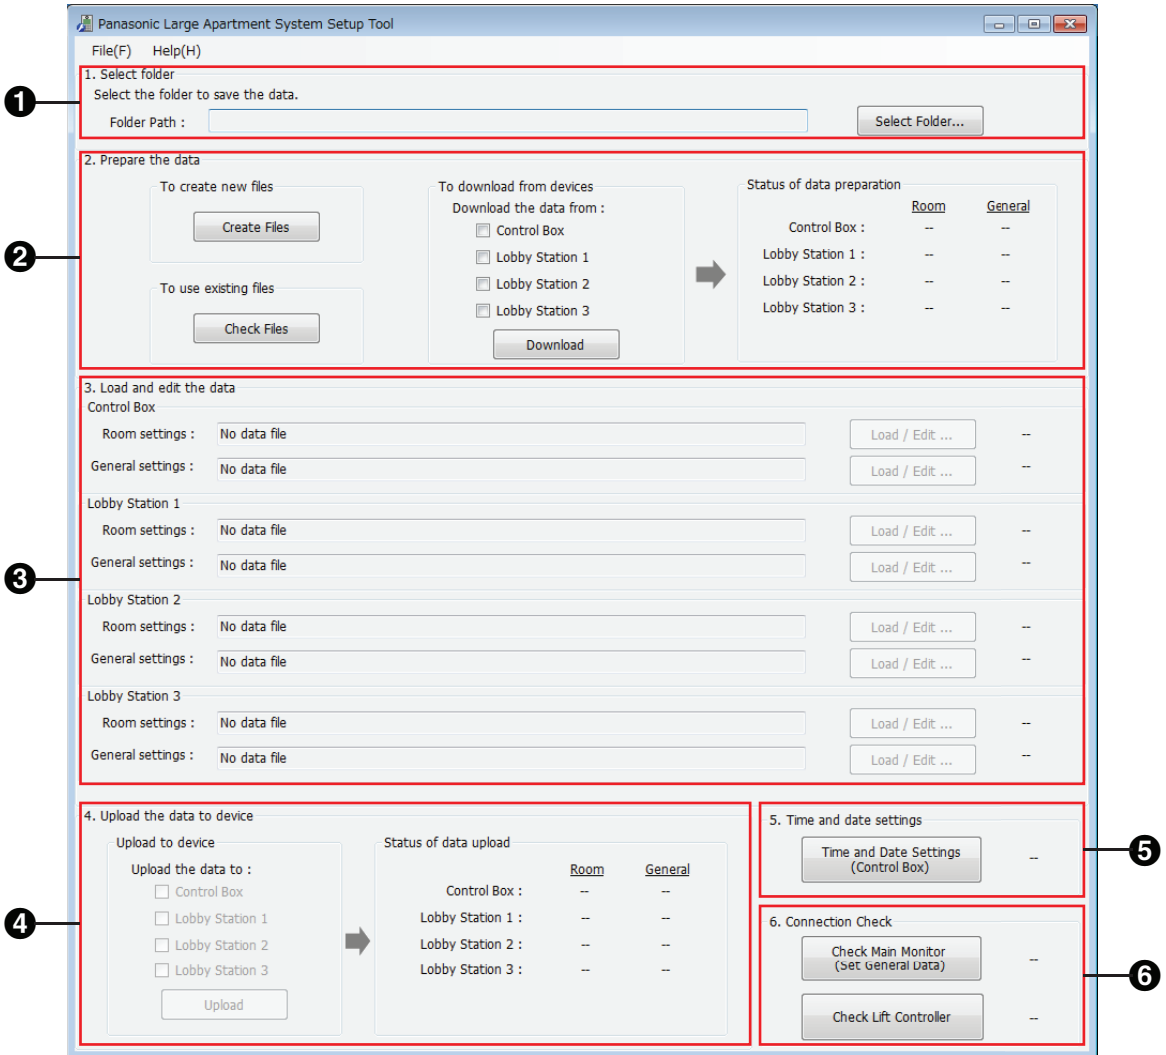 Panasonic Large Apartment System Setup Tool
File(F) Help(H)
❶
1. Select folder
Select the folder to save the data.
Folder Path :
Select Folder...
❷
2. Prepare the data
To create new files
Create Files
To use existing files
Check Files
To download from devices
Download the data from :
Control Box
Lobby Station 1
Lobby Station 2
Lobby Station 3
Download
Status of data preparation
Room General
Control Box : -- --
Lobby Station 1 : -- --
Lobby Station 2 : -- --
Lobby Station 3 : -- --
❸
3. Load and edit the data
Control Box
Room settings : No data file Load / Edit ... --
General settings : No data file Load / Edit ... --
Lobby Station 1
Room settings : No data file Load / Edit ... --
General settings : No data file Load / Edit ... --
Lobby Station 2
Room settings : No data file Load / Edit ... --
General settings : No data file Load / Edit ... --
Lobby Station 3
Room settings : No data file Load / Edit ... --
General settings : No data file Load / Edit ... --
❹
4. Upload the data to device
Upload to device
Upload the data to :
Control Box
Lobby Station 1
Lobby Station 2
Lobby Station 3
Upload
Status of data upload
Room General
Control Box : -- --
Lobby Station 1 : -- --
Lobby Station 2 : -- --
Lobby Station 3 : -- --
5. Time and date settings
Time and Date Settings
(Control Box)
--
❺
6. Connection Check
Check Main Monitor
(Set General Data)
--
Check Lift Controller
--
❻